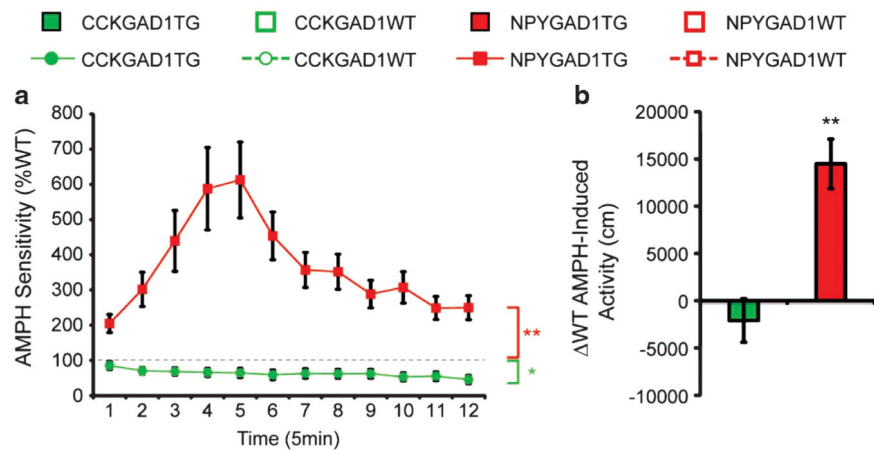 CCKGAD1TG CCKGAD1WT NPYGAD1TG NPYGAD1WT
CCKGAD1TG CCKGAD1WT NPYGAD1TG NPYGAD1WT
a
AMPH Sensitivity (%WT)
800
700
600
500
400
300
200
100
0
**
*
1 2 3 4 5 6 7 8 9 10 11 12
Time (5min)
b
ΔWT AMPH-Induced
Activity (cm)
20000
15000
10000
5000
0
-5000
-10000
**